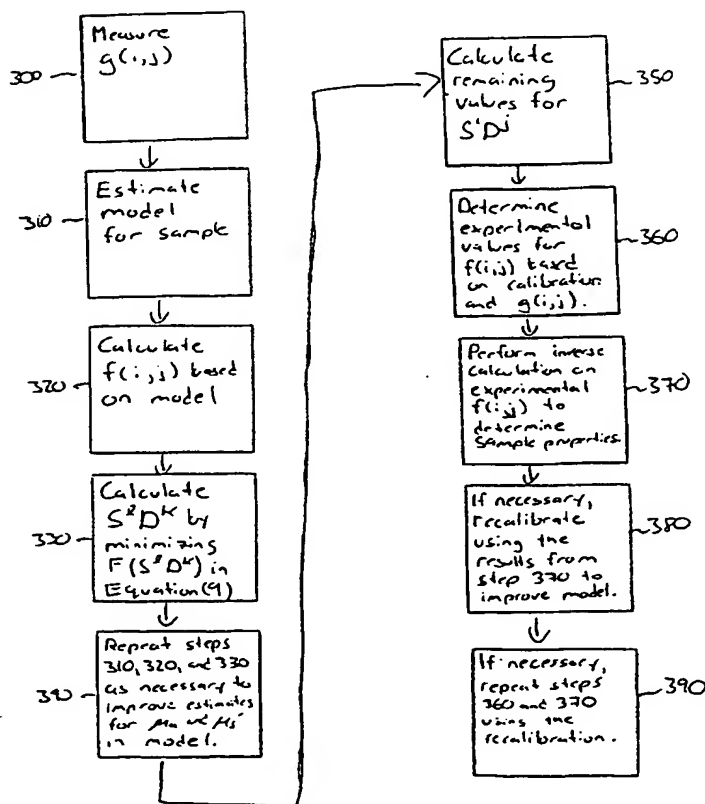 300
Measure
g(i,j)
310
Estimate
model
for sample
320
Calculate
f(i,j) based
on model
330
Calculate
SˡDᵏ by
minimizing
F(SˡDᵏ) in
Equation(9)
340
Repeat steps
310, 320, and 330
as necessary to
improve estimates
for μa & μs'
in model.
Calculate
remaining
values for
SⁱDʲ
350
Determine
experimental
values for
f(i,j) based
on calibration
and g(i,j).
360
Perform inverse
calculation on
experimental
f(i,j) to
determine
sample properties.
370
If necessary,
recalibrate
using the
results from
step 370 to
improve model.
380
If necessary,
repeat steps
360 and 370
using the
recalibration.
390